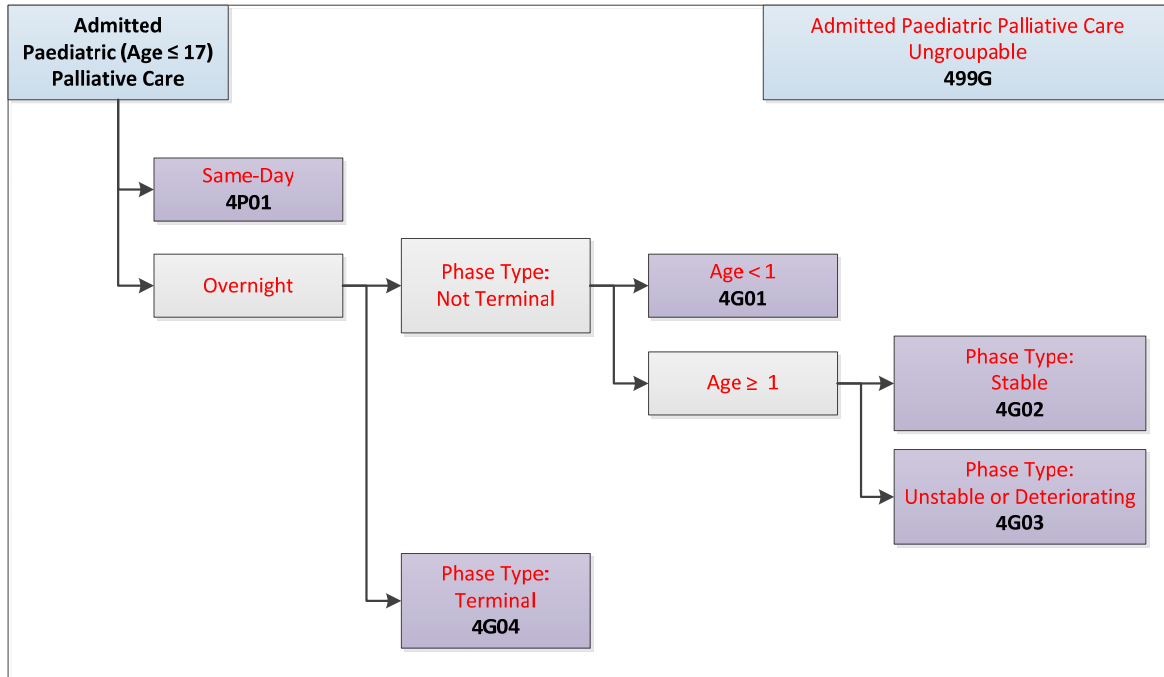 Admitted
Paediatric (Age ≤ 17)
Palliative Care
Admitted Paediatric Palliative Care
Ungroupable
499G
Same-Day
4P01
Overnight
Phase Type:
Not Terminal
Age < 1
4G01
Age ≥ 1
Phase Type:
Stable
4G02
Phase Type:
Unstable or Deteriorating
4G03
Phase Type:
Terminal
4G04